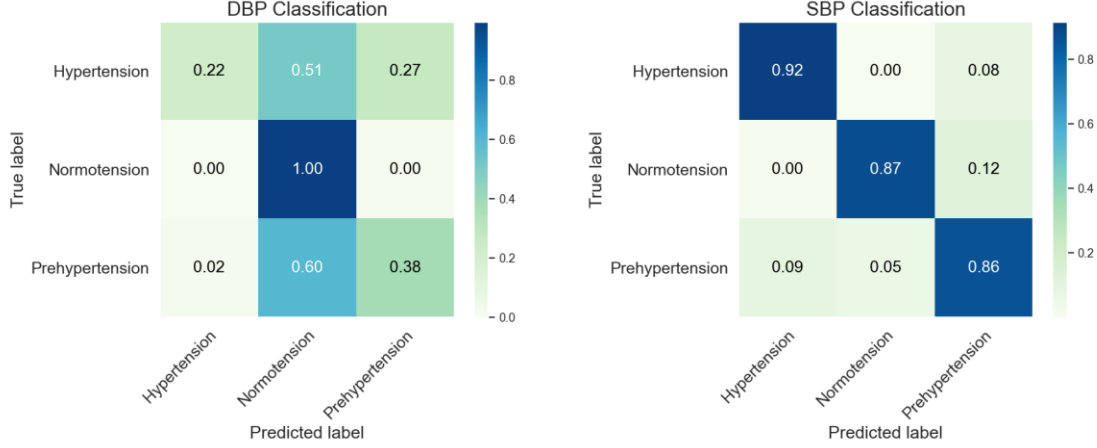 DBP Classification
Hypertension 0.22 0.51 0.27
Normotension 0.00 1.00 0.00
Prehypertension 0.02 0.60 0.38
True label
Hypertension Normotension Prehypertension
Predicted label
0.8
0.6
0.4
0.2
0.0
SBP Classification
Hypertension 0.92 0.00 0.08
Normotension 0.00 0.87 0.12
Prehypertension 0.09 0.05 0.86
True label
Hypertension Normotension Prehypertension
Predicted label
0.8
0.6
0.4
0.2